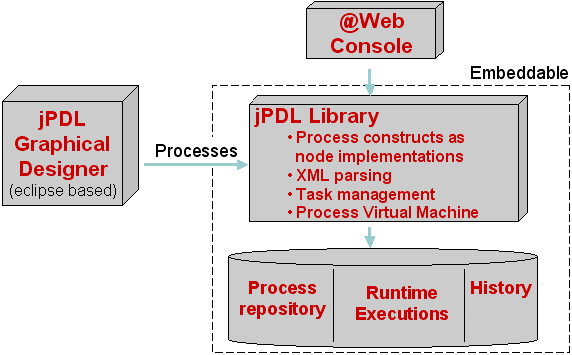 @Web
Console
Embeddable
jPDL
Graphical
Designer
(eclipse based)
Processes
jPDL Library
• Process constructs as
node implementations
• XML parsing
• Task management
• Process Virtual Machine
Process
repository
Runtime
Executions
History